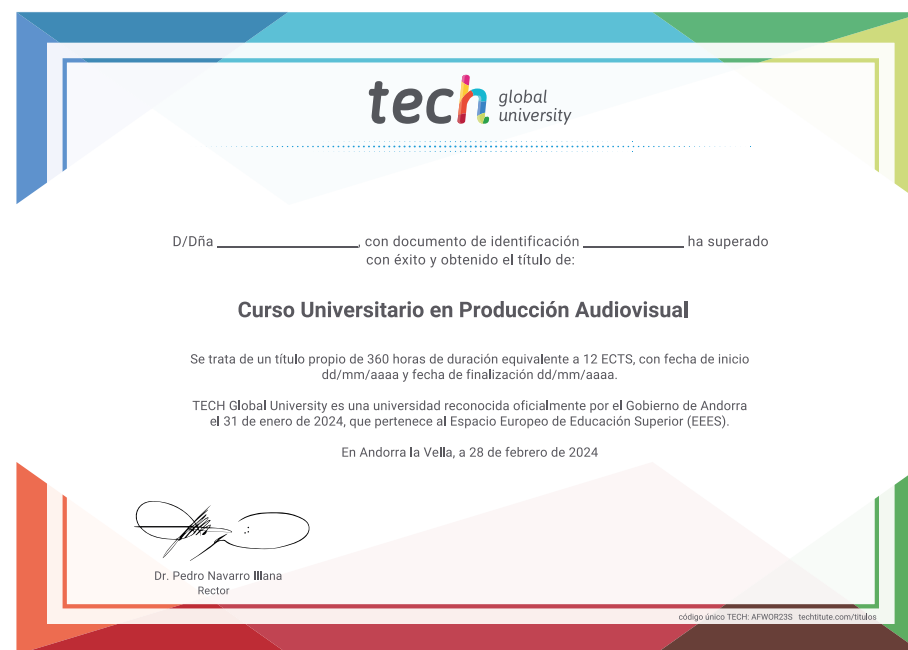 tech global university
D/Dña ____________, con documento de identificación ____________ ha superado
con éxito y obtenido el título de:
Curso Universitario en Producción Audiovisual
Se trata de un título propio de 360 horas de duración equivalente a 12 ECTS, con fecha de inicio
dd/mm/aaaa y fecha de finalización dd/mm/aaaa.
TECH Global University es una universidad reconocida oficialmente por el Gobierno de Andorra
el 31 de enero de 2024, que pertenece al Espacio Europeo de Educación Superior (EEES).
En Andorra la Vella, a 28 de febrero de 2024
Dr. Pedro Navarro Illana
Rector
código único TECH: AFWOR23S techtitute.com/titulos